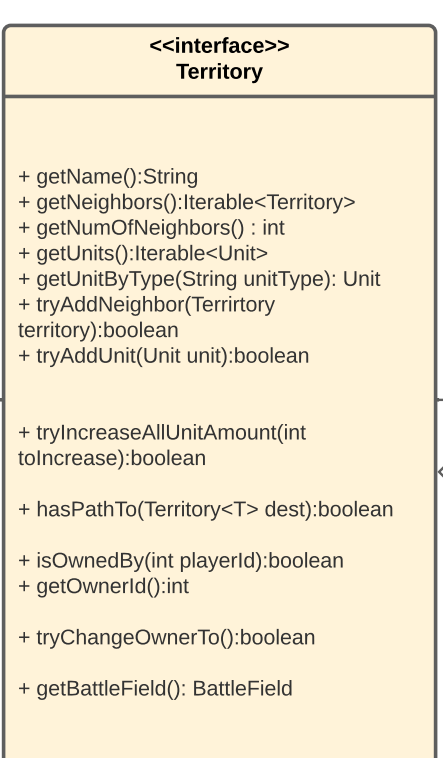 <<interface>>
Territory
+ getName():String
+ getNeighbors():Iterable<Territory>
+ getNumOfNeighbors() : int
+ getUnits():Iterable<Unit>
+ getUnitByType(String unitType): Unit
+ tryAddNeighbor(Terrirtory
territory):boolean
+ tryAddUnit(Unit unit):boolean
+ tryIncreaseAllUnitAmount(int
toIncrease):boolean
+ hasPathTo(Territory<T> dest):boolean
+ isOwnedBy(int playerId):boolean
+ getOwnerId():int
+ tryChangeOwnerTo():boolean
+ getBattleField(): BattleField